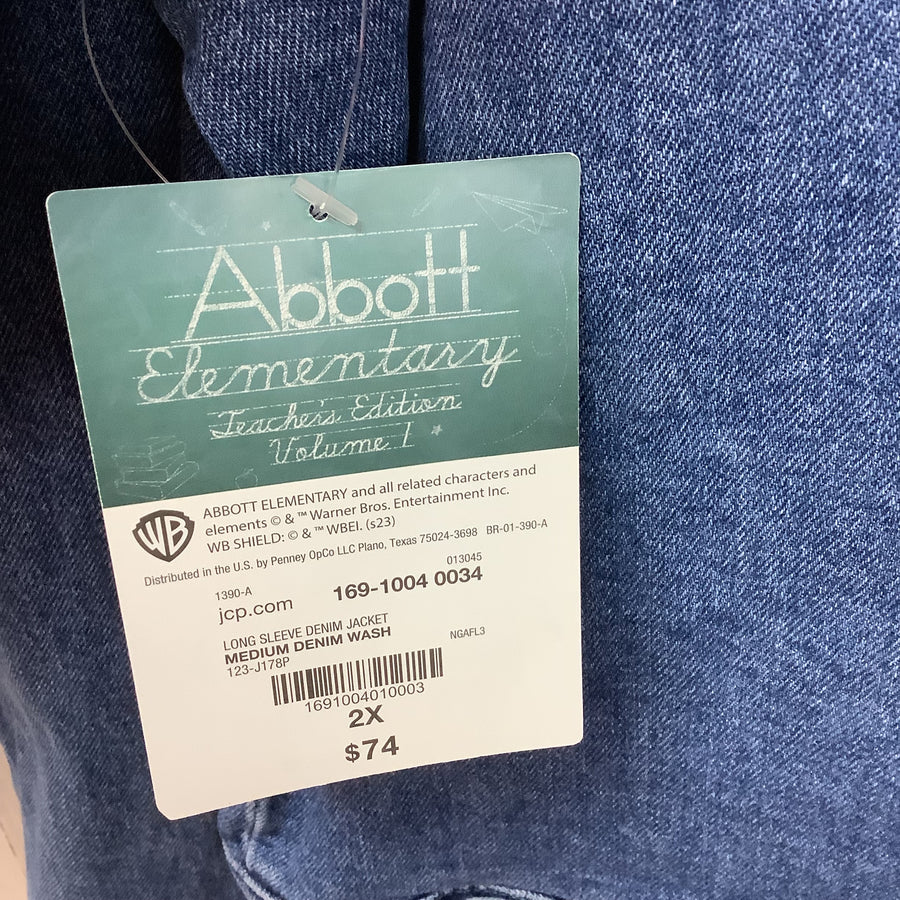 Abbott
Elementary
Teacher's Edition
Volume 1
WB
ABBOTT ELEMENTARY and all related characters and
elements © & ™ Warner Bros. Entertainment Inc.
WB SHIELD: © & ™ WBEI. (s23)
Distributed in the U.S. by Penney OpCo LLC Plano, Texas 75024-3698 BR-01-390-A
1390-A 013045
jcp.com 169-1004 0034
LONG SLEEVE DENIM JACKET
MEDIUM DENIM WASH NGAFL3
123-J178P
1691004010003
2X
$74